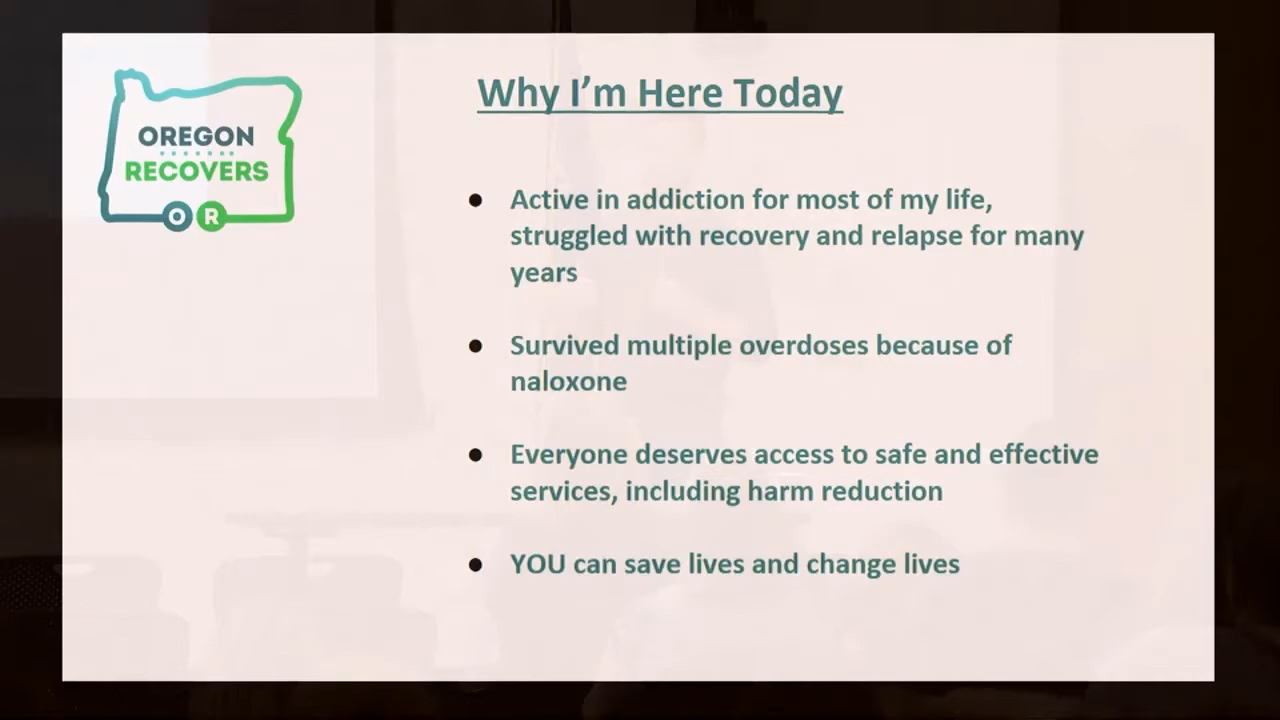 OREGON
RECOVERS
O R
Why I’m Here Today
● Active in addiction for most of my life,
struggled with recovery and relapse for many
years
● Survived multiple overdoses because of
naloxone
● Everyone deserves access to safe and effective
services, including harm reduction
● YOU can save lives and change lives